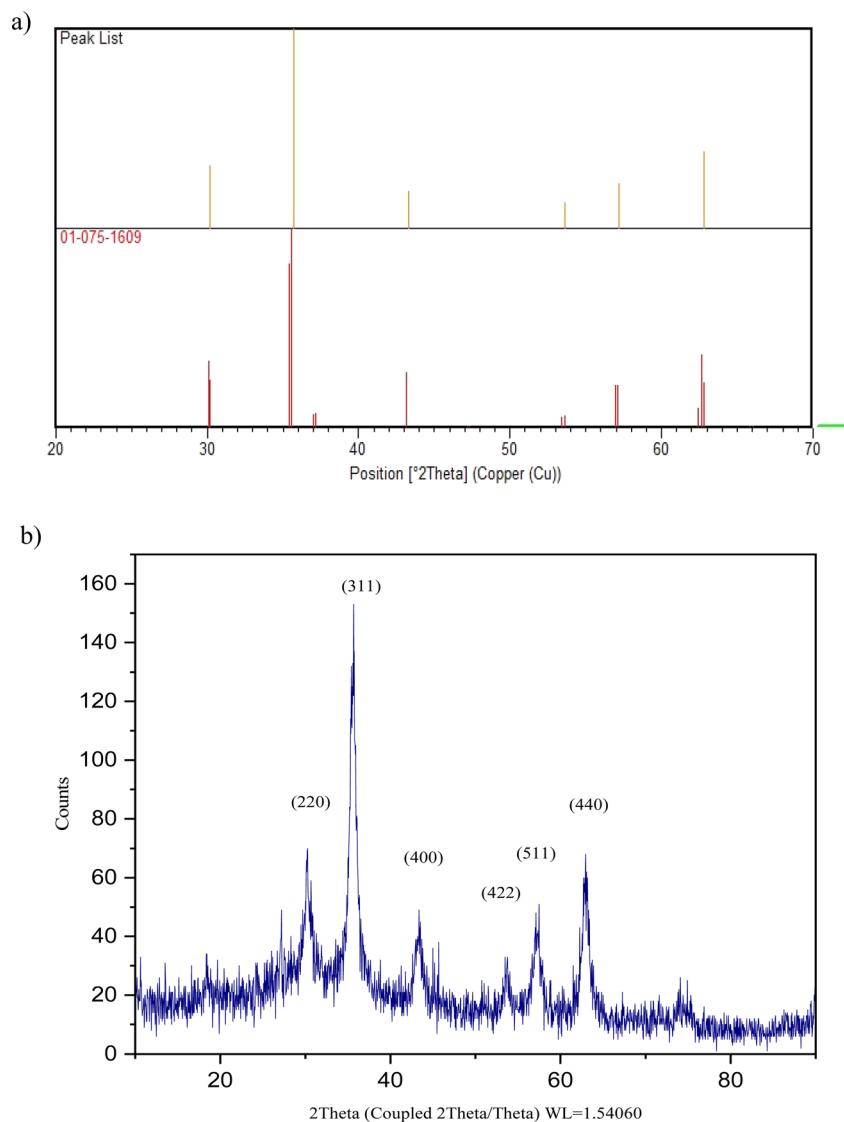 a)
Peak List
01-075-1609
20 30 40 50 60 70
Position [°2Theta] (Copper (Cu))
b)
160
140
120
100
80
60
40
20
0
Counts
(311)
(220)
(440)
(400)
(511)
(422)
20 40 60 80
2Theta (Coupled 2Theta/Theta) WL=1.54060